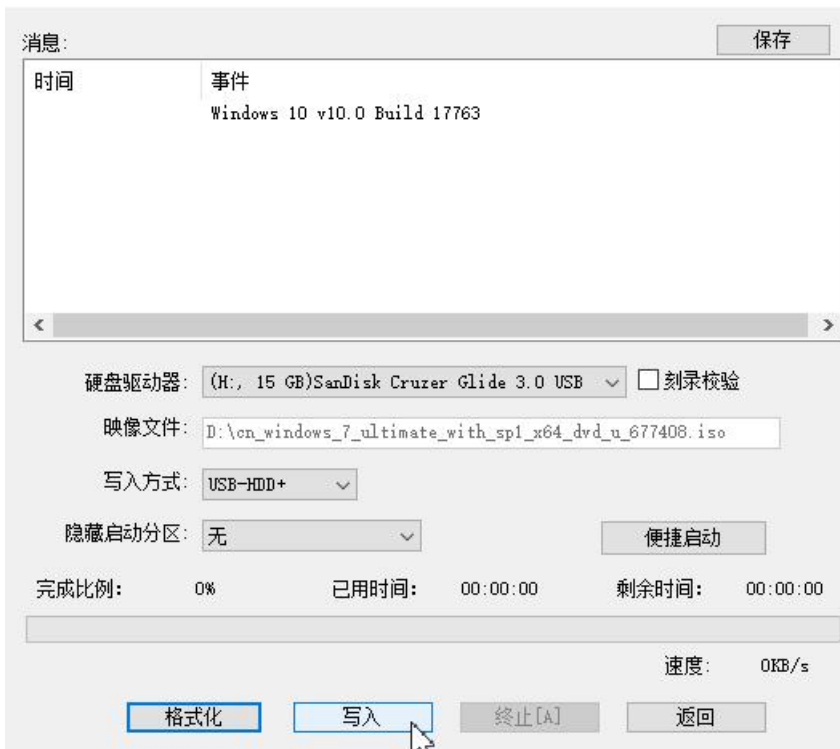 消息:
保存
时间 事件
Windows 10 v10.0 Build 17763
硬盘驱动器: (H:, 15 GB)SanDisk Cruzer Glide 3.0 USB 刻录校验
映像文件: D:\cn_windows_7_ultimate_with_sp1_x64_dvd_u_677408.iso
写入方式: USB-HDD+
隐藏启动分区: 无 便捷启动
完成比例: 0% 已用时间: 00:00:00 剩余时间: 00:00:00
速度: 0KB/s
格式化 写入 终止[A] 返回